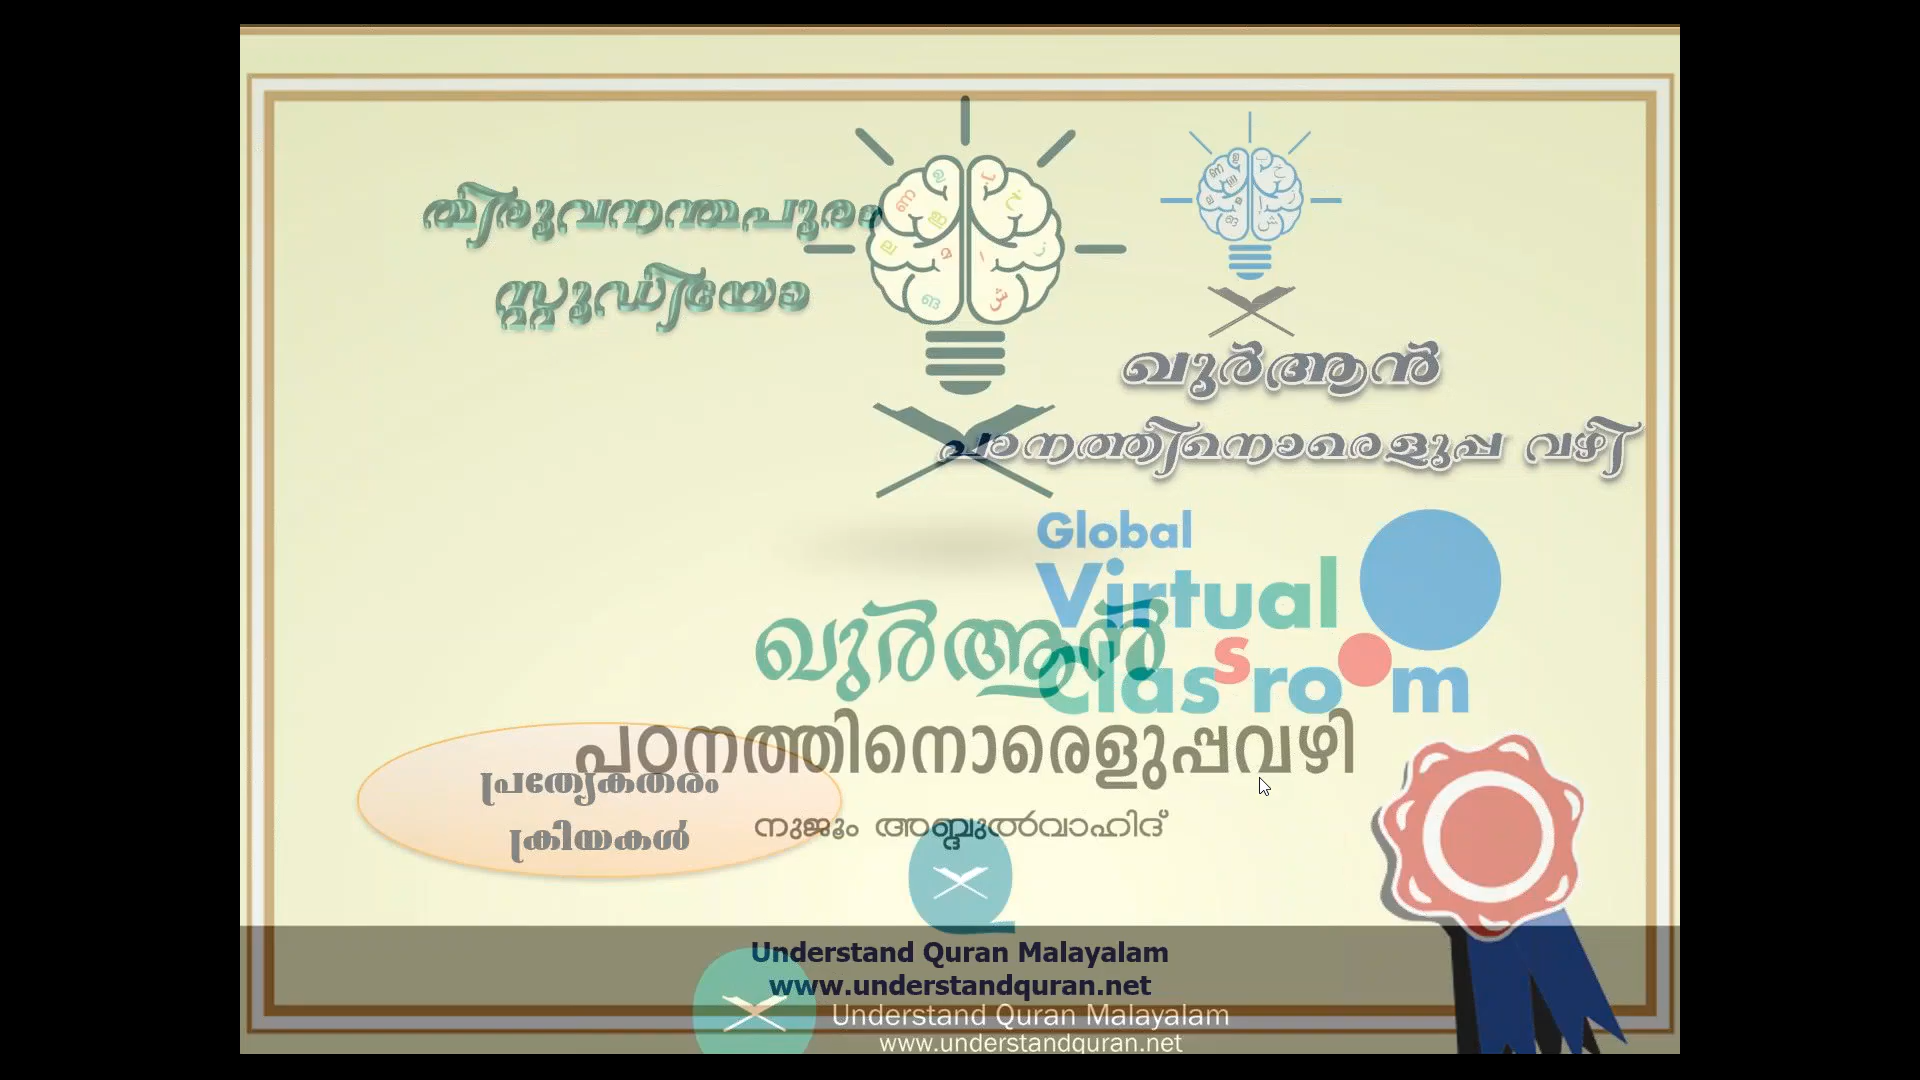 തിരുവനന്തപുരം
സ്റ്റുഡിയോ
ഖുർആൻ
പഠനത്തിനൊരെളുപ്പ വഴി
Global
Virtual
Classroom
ഖുർആൻ
പഠനത്തിനൊരെളുപ്പവഴി
പ്രത്യേകതരം
ക്രിയകൾ
നുജൂം അബ്ദുൽവാഹിദ്
Understand Quran Malayalam
www.understandquran.net
Understand Quran Malayalam
www.understandquran.net